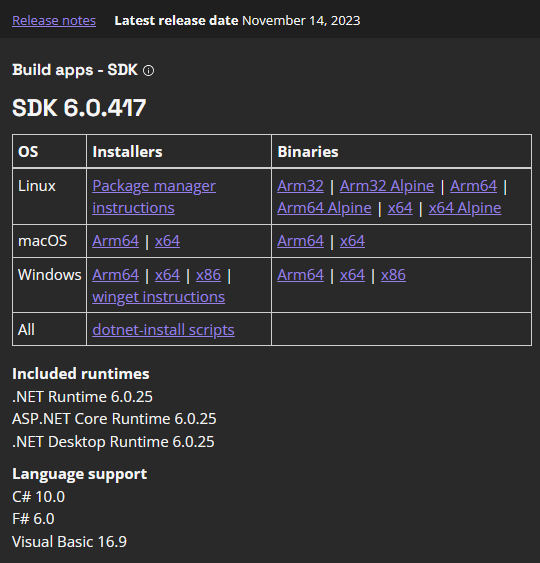 Release notes Latest release date November 14, 2023
Build apps - SDK
SDK 6.0.417
OS Installers Binaries
Linux Package manager instructions Arm32 | Arm32 Alpine | Arm64 | Arm64 Alpine | x64 | x64 Alpine
macOS Arm64 | x64 Arm64 | x64
Windows Arm64 | x64 | x86 | winget instructions Arm64 | x64 | x86
All dotnet-install scripts
Included runtimes
.NET Runtime 6.0.25
ASP.NET Core Runtime 6.0.25
.NET Desktop Runtime 6.0.25
Language support
C# 10.0
F# 6.0
Visual Basic 16.9